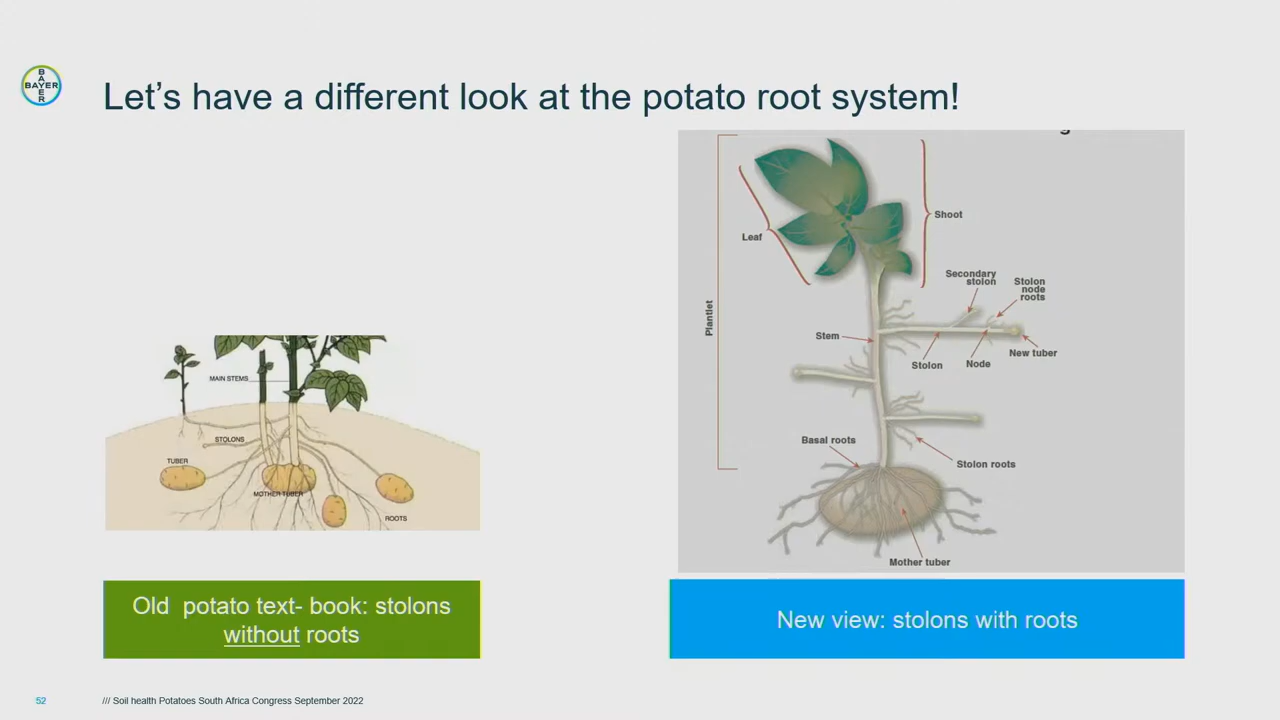 BAYER
BAYER
Let's have a different look at the potato root system!
MAIN STEMS
STOLONS
TUBER
MOTHER TUBER
ROOTS
Old  potato text- book: stolons
without roots
Leaf
Shoot
Plantlet
Secondary
stolon
Stolon
node
roots
Stem
Stolon
Node
New tuber
Basal roots
Stolon roots
Mother tuber
New view: stolons with roots
52
/// Soil health Potatoes South Africa Congress September 2022